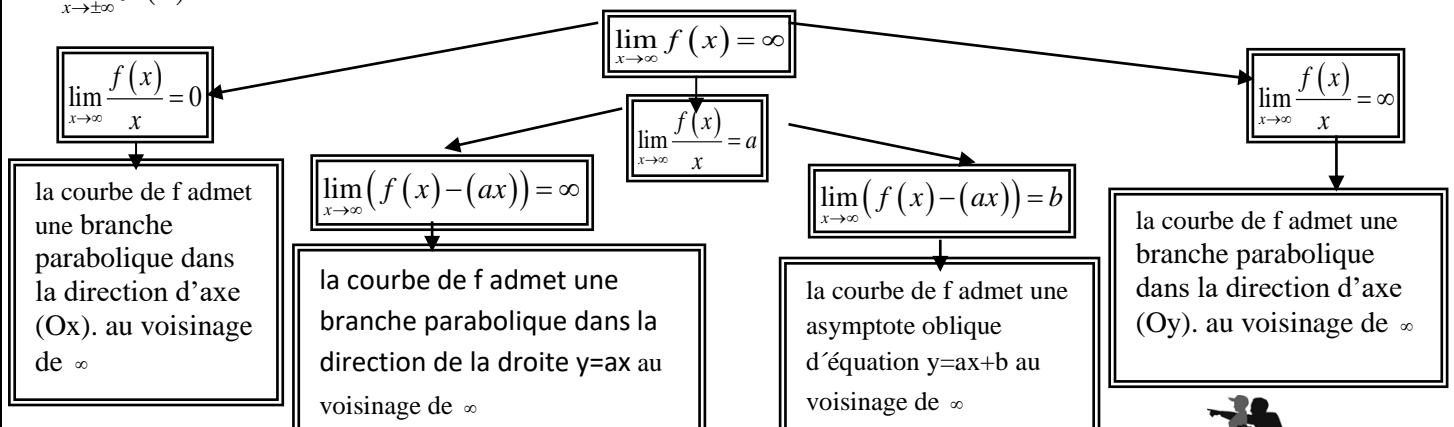 lim f(x) = ∞
x→∞
lim f(x)/x = 0
x→∞
lim f(x)/x = a
x→∞
lim f(x)/x = ∞
x→∞
lim (f(x)−(ax)) = ∞
x→∞
lim (f(x)−(ax)) = b
x→∞
la courbe de f admet
une branche
parabolique dans
la direction d’axe
(Ox). au voisinage
de ∞
la courbe de f admet une
branche parabolique dans la
direction de la droite y=ax au
voisinage de ∞
la courbe de f admet une
asymptote oblique
d´équation y=ax+b au
voisinage de ∞
la courbe de f admet une
branche parabolique
dans la direction d’axe
(Oy). au voisinage de ∞